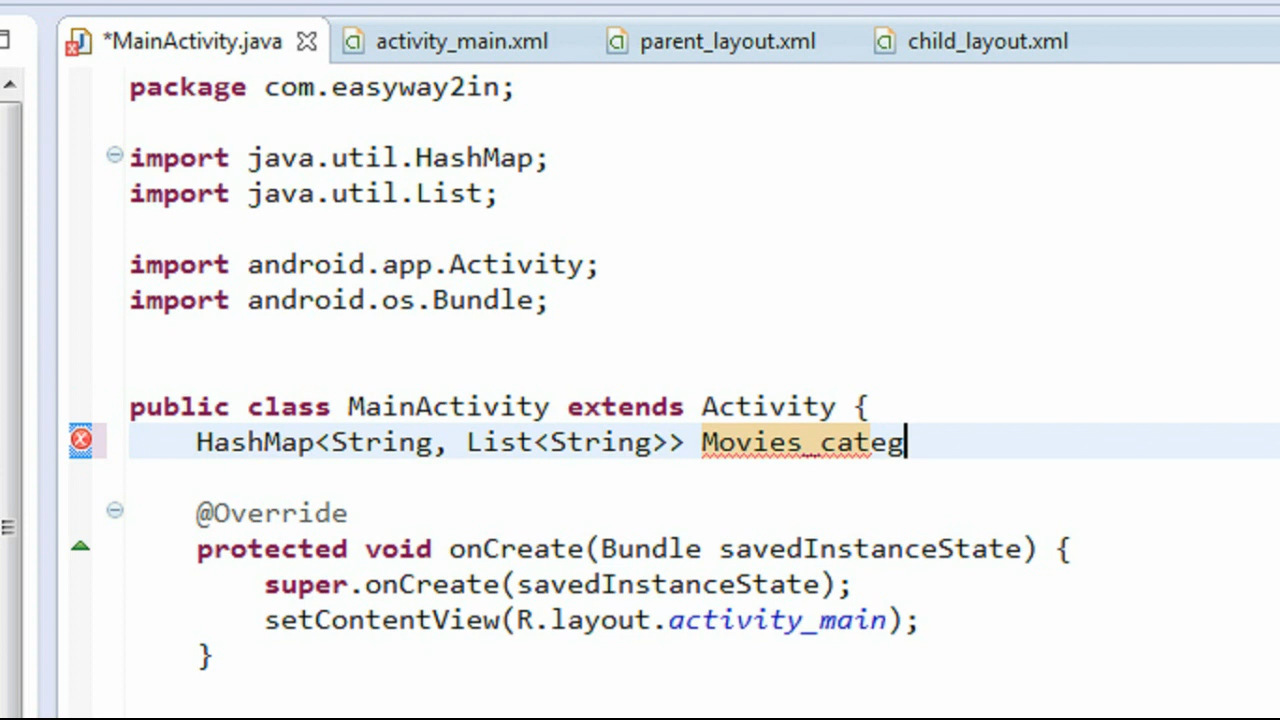 *MainActivity.java activity_main.xml parent_layout.xml child_layout.xml
package com.easyway2in;
import java.util.HashMap;
import java.util.List;
import android.app.Activity;
import android.os.Bundle;
public class MainActivity extends Activity {
HashMap<String, List<String>> Movies_categ
@Override
protected void onCreate(Bundle savedInstanceState) {
super.onCreate(savedInstanceState);
setContentView(R.layout.activity_main);
}